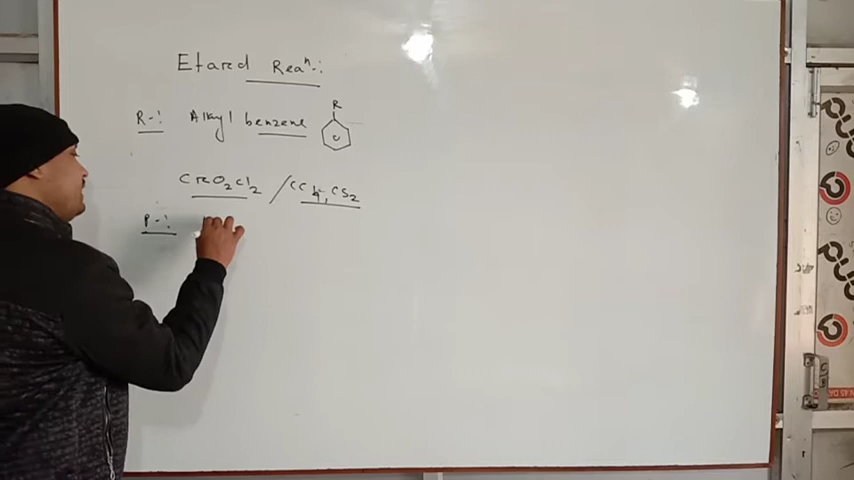 Etard Reaⁿ-:
R-: Alkyl benzene R
CrO₂Cl₂ / CCl₄, CS₂
P-: